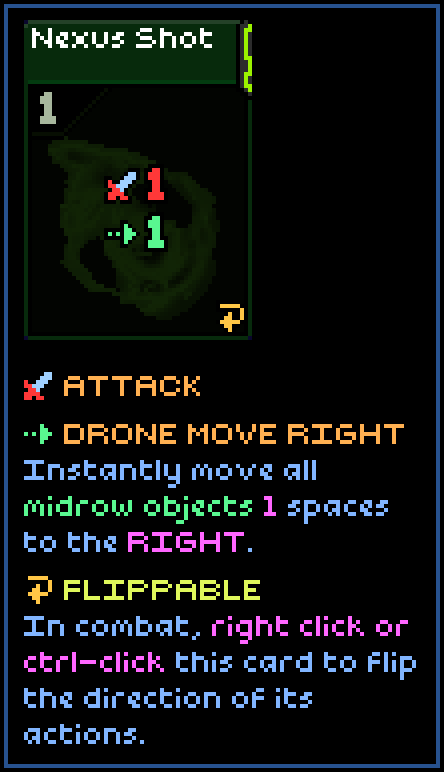 Nexus Shot
1
1
1
ATTACK
DRONE MOVE RIGHT
Instantly move all
midrow objects 1 spaces
to the RIGHT.
FLIPPABLE
In combat, right click or
ctrl-click this card to flip
the direction of its
actions.